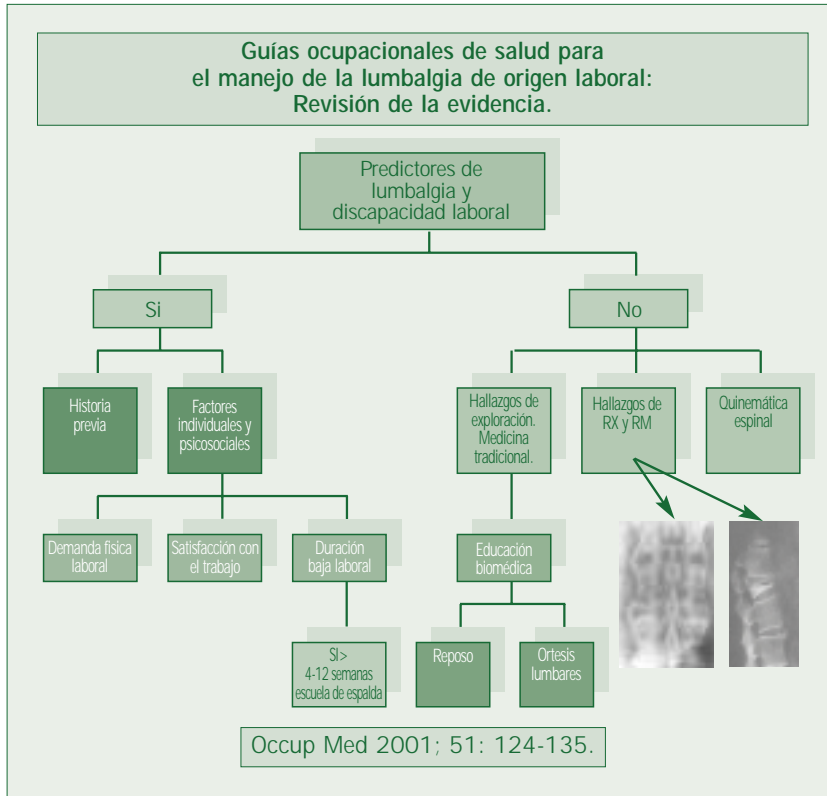 Guías ocupacionales de salud para
el manejo de la lumbalgia de origen laboral:
Revisión de la evidencia.
Predictores de
lumbalgia y
discapacidad laboral
Si
No
Historia
previa
Factores
individuales y
psicosociales
Hallazgos de
exploración.
Medicina
tradicional.
Hallazgos de
RX y RM
Quinemática
espinal
Demanda física
laboral
Satisfacción con
el trabajo
Duración
baja laboral
Educación
biomédica
SI >
4-12 semanas
escuela de espalda
Reposo
Ortesis
lumbares
Occup Med 2001; 51: 124-135.